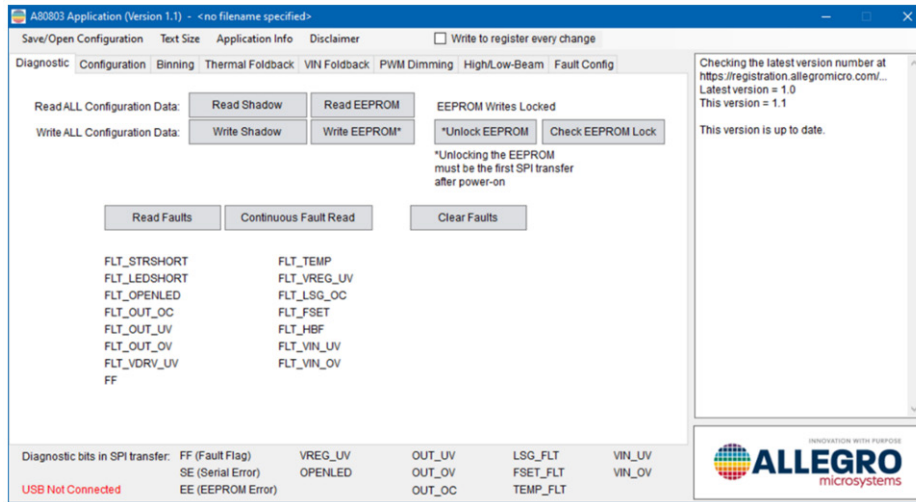 A80803 Application (Version 1.1) - <no filename specified>
Save/Open Configuration Text Size Application Info Disclaimer Write to register every change
Diagnostic Configuration Binning Thermal Foldback VIN Foldback PWM Dimming High/Low-Beam Fault Config
Read ALL Configuration Data: Read Shadow Read EEPROM EEPROM Writes Locked
Write ALL Configuration Data: Write Shadow Write EEPROM* *Unlock EEPROM Check EEPROM Lock
*Unlocking the EEPROM
must be the first SPI transfer
after power-on
Read Faults Continuous Fault Read Clear Faults
FLT_STRSHORT FLT_TEMP
FLT_LEDSHORT FLT_VREG_UV
FLT_OPENLED FLT_LSG_OC
FLT_OUT_OC FLT_FSET
FLT_OUT_UV FLT_HBF
FLT_OUT_OV FLT_VIN_UV
FLT_VDRV_UV FLT_VIN_OV
FF
Diagnostic bits in SPI transfer: FF (Fault Flag) VREG_UV OUT_UV LSG_FLT VIN_UV
SE (Serial Error) OPENLED OUT_OV FSET_FLT VIN_OV
USB Not Connected EE (EEPROM Error) OUT_OC TEMP_FLT
Checking the latest version number at
https://registration.allegromicro.com/...
Latest version = 1.0
This version = 1.1
This version is up to date.
INNOVATION WITH PURPOSE
ALLEGRO
microsystems